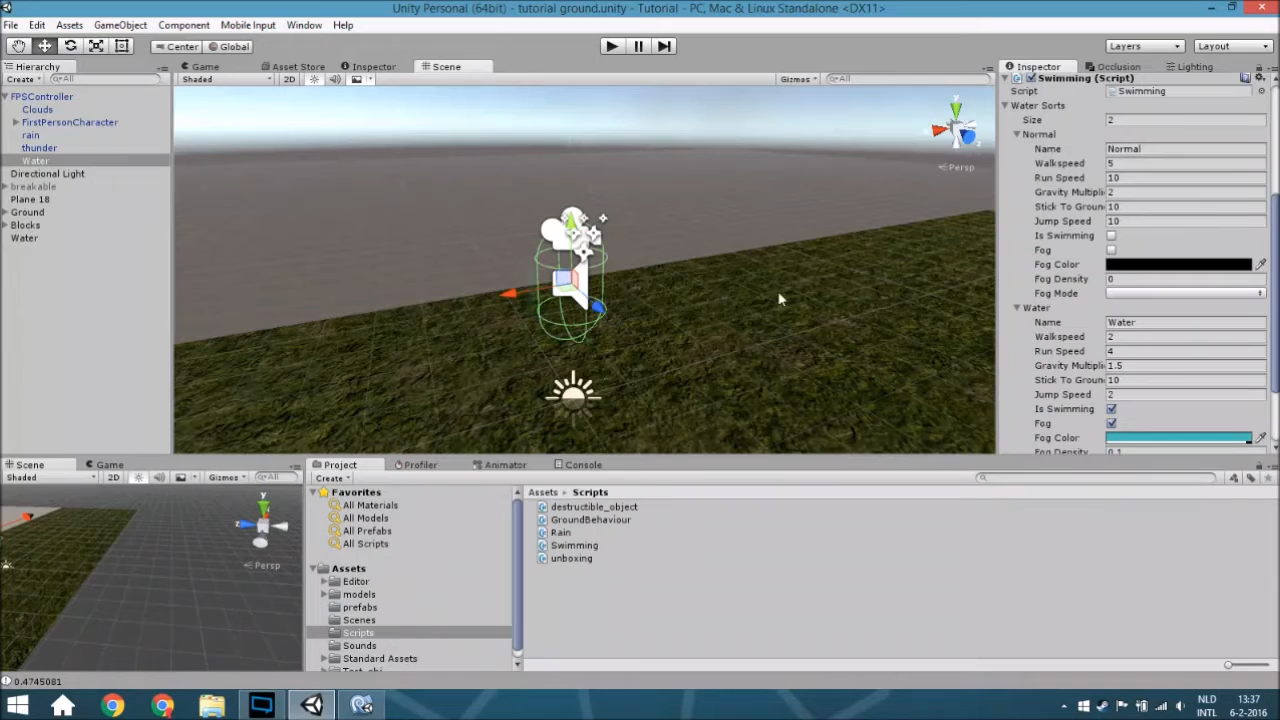 Unity Personal (64bit) - tutorial ground.unity - Tutorial - PC, Mac & Linux Standalone <DX11>
File Edit Assets GameObject Component Mobile Input Window Help
Center Global Layers Layout
Hierarchy Game Asset Store Inspector Scene Inspector Occlusion Lighting
Create All Shaded 2D Gizmos All Swimming (Script)
Script Swimming
FPSController
Clouds
FirstPersonCharacter
rain
thunder
Water
Directional Light
breakable
Plane 18
Ground
Blocks
Water
y
z
Persp
Water Sorts
Size 2
Normal
Name Normal
Walkspeed 5
Run Speed 10
Gravity Multipli 2
Stick To Groun 10
Jump Speed 10
Is Swimming
Fog
Fog Color
Fog Density 0
Fog Mode
Water
Name Water
Walkspeed 2
Run Speed 4
Gravity Multipli 1.5
Stick To Groun 10
Jump Speed 2
Is Swimming
Fog
Fog Color
Fog Density 0.1
Scene Game
Shaded 2D Gizmos All
y
z
Persp
Project Profiler Animator Console
Create
Favorites
All Materials
All Models
All Prefabs
All Scripts
Assets
Editor
models
prefabs
Scenes
Scripts
Sounds
Standard Assets
Test_obj
Assets Scripts
destructible_object
GroundBehaviour
Rain
Swimming
unboxing
0.4745081
NLD 13:37
INTL 6-2-2016